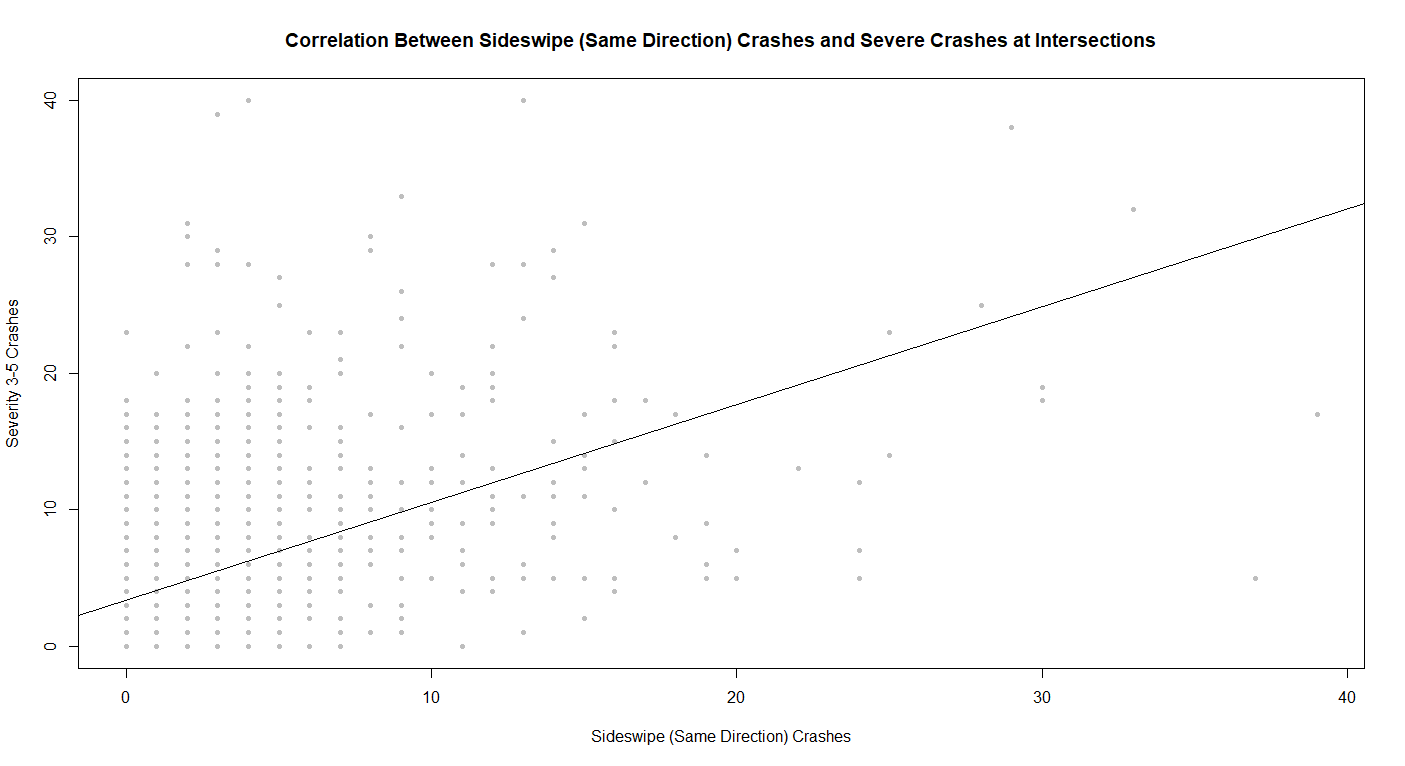 Correlation Between Sideswipe (Same Direction) Crashes and Severe Crashes at Intersections
Severity 3-5 Crashes
40
30
20
10
0
0 10 20 30 40
Sideswipe (Same Direction) Crashes